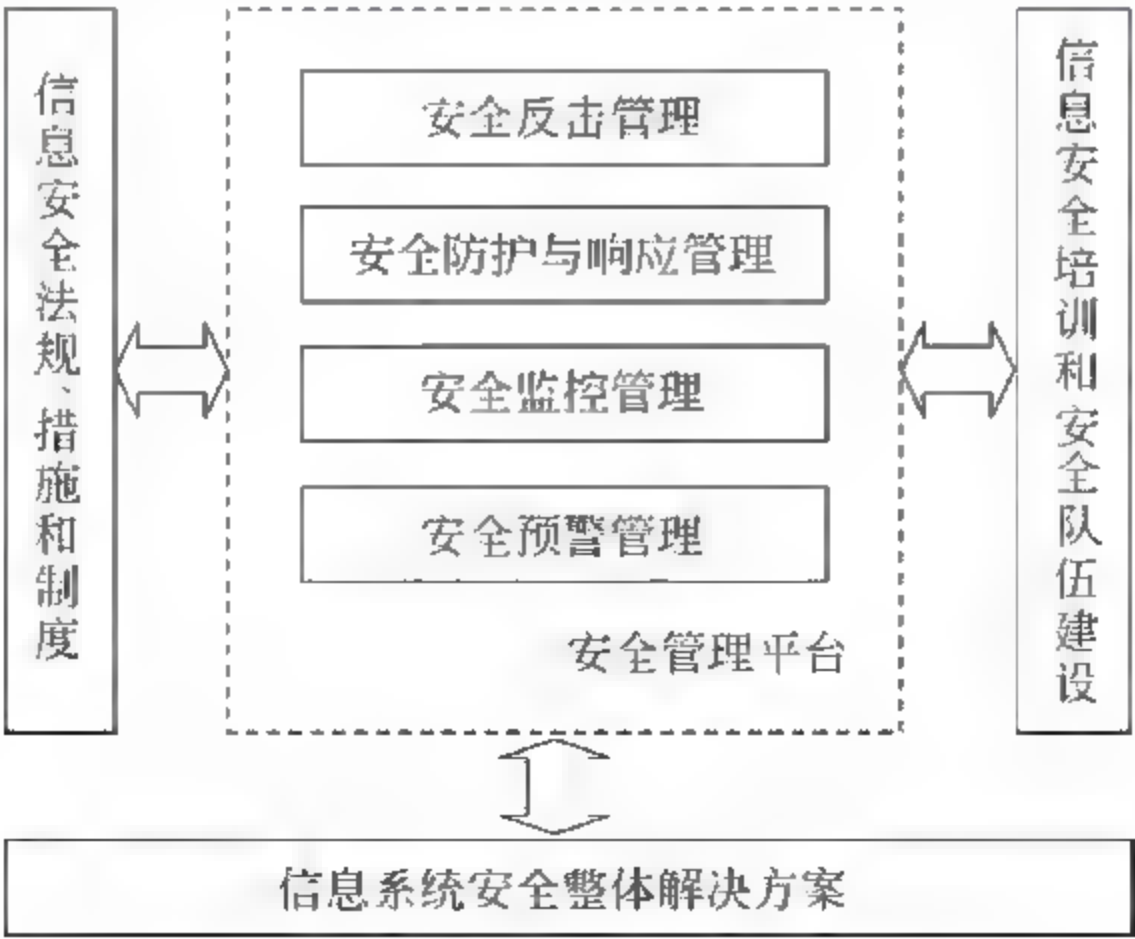 信息安全法规、措施和制度
安全反击管理
安全防护与响应管理
安全监控管理
安全预警管理
安全管理平台
信息安全培训和安全队伍建设
信息系统安全整体解决方案